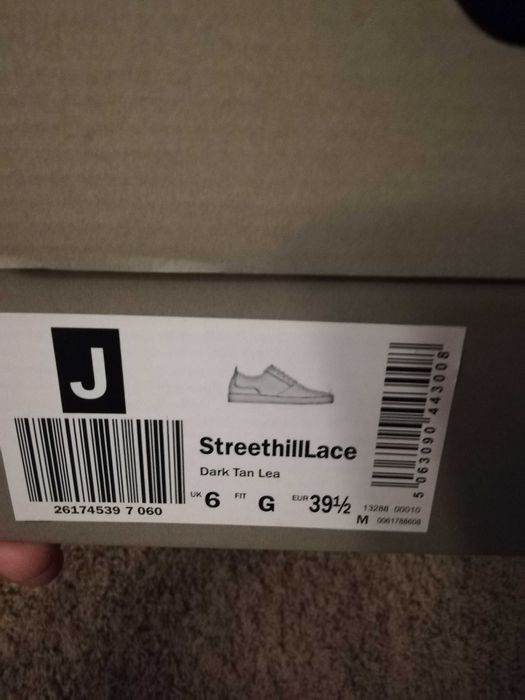 J
StreethillLace
Dark Tan Lea
UK 6 FIT G EUR 39½
26174539 7 060
13288 00010
M 0061788608
5 063090 443008